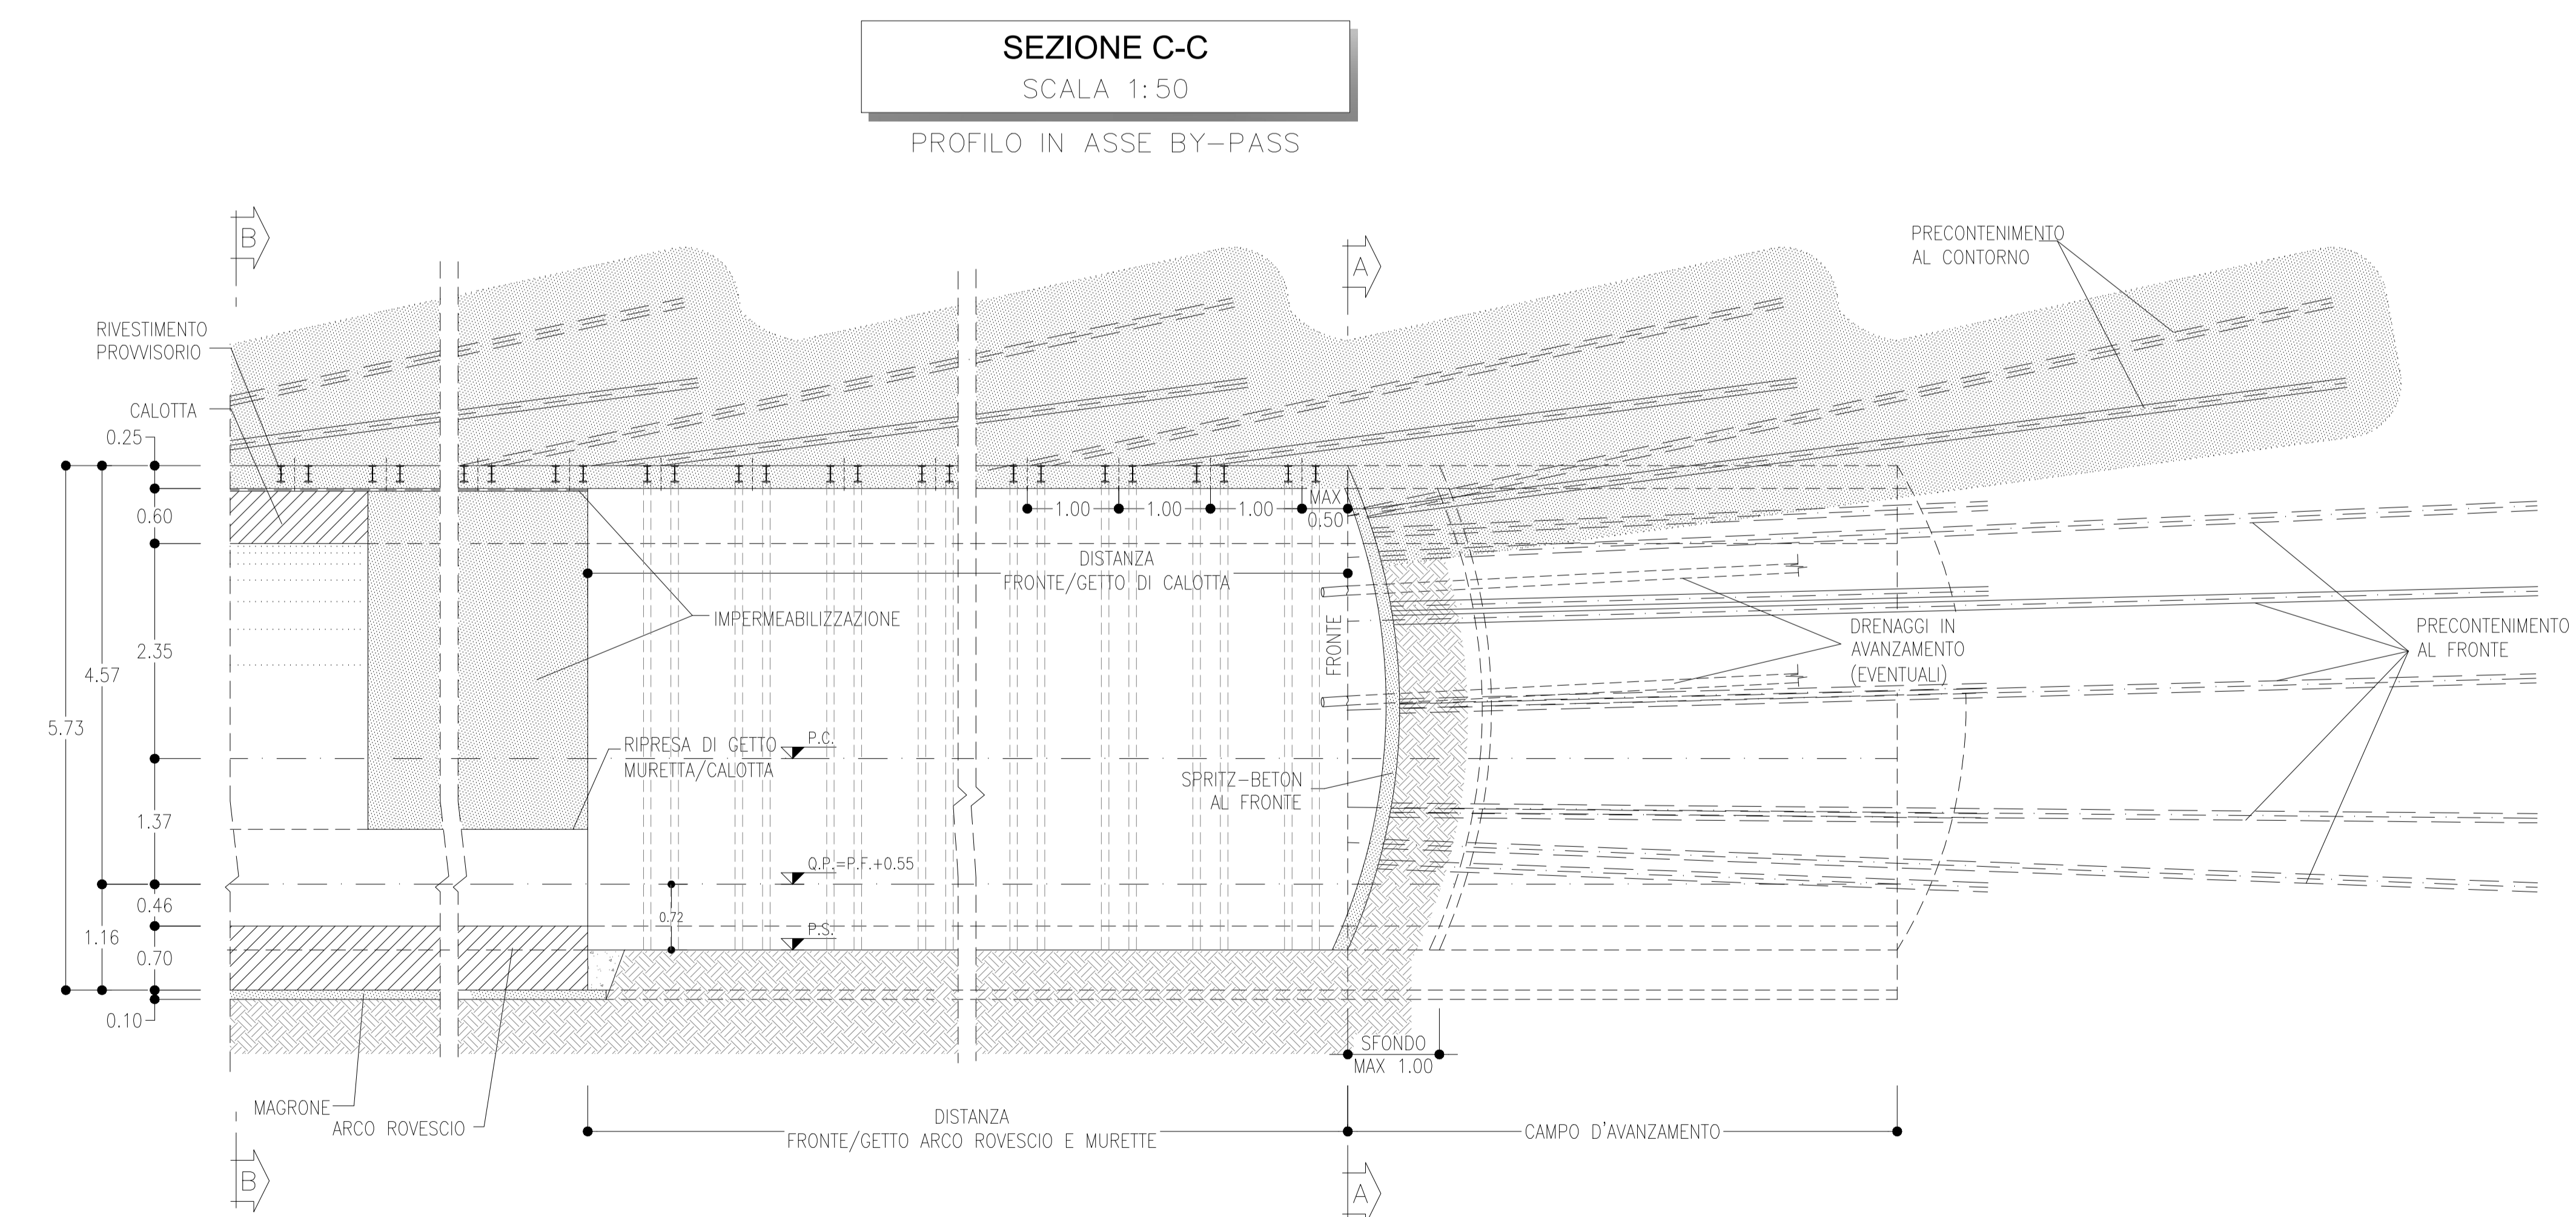 SEZIONE C-C
SCALA 1:50
PROFILO IN ASSE BY-PASS
B
A
PRECONTENIMENTO
AL CONTORNO
RIVESTIMENTO
PROVVISORIO
CALOTTA
0.25
0.60
1.00
1.00
1.00
MAX
0.50
DISTANZA
FRONTE/GETTO DI CALOTTA
IMPERMEABILIZZAZIONE
FRONTE
DRENAGGI IN
AVANZAMENTO
(EVENTUALI)
PRECONTENIMENTO
AL FRONTE
2.35
4.57
5.73
RIPRESA DI GETTO
MURETTA/CALOTTA
P.C.
SPRITZ-BETON
AL FRONTE
1.37
Q.P.=P.F.+0.55
0.46
0.72
1.16
P.S.
0.70
0.10
SFONDO
MAX 1.00
MAGRONE
ARCO ROVESCIO
DISTANZA
FRONTE/GETTO ARCO ROVESCIO E MURETTE
CAMPO D'AVANZAMENTO
B
A